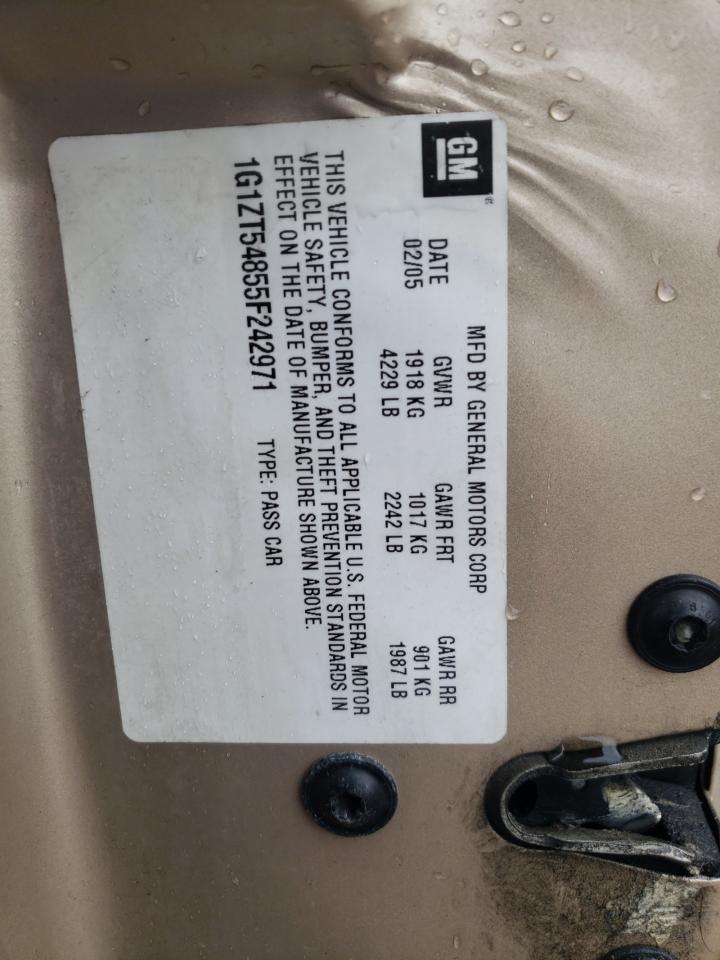 GM
MFD BY GENERAL MOTORS CORP
DATE GVWR GAWR FRT GAWR RR
02/05 1918 KG 1017 KG 901 KG
4229 LB 2242 LB 1987 LB
THIS VEHICLE CONFORMS TO ALL APPLICABLE U.S. FEDERAL MOTOR
VEHICLE SAFETY, BUMPER, AND THEFT PREVENTION STANDARDS IN
EFFECT ON THE DATE OF MANUFACTURE SHOWN ABOVE.
1G1ZT54855F242971 TYPE: PASS CAR